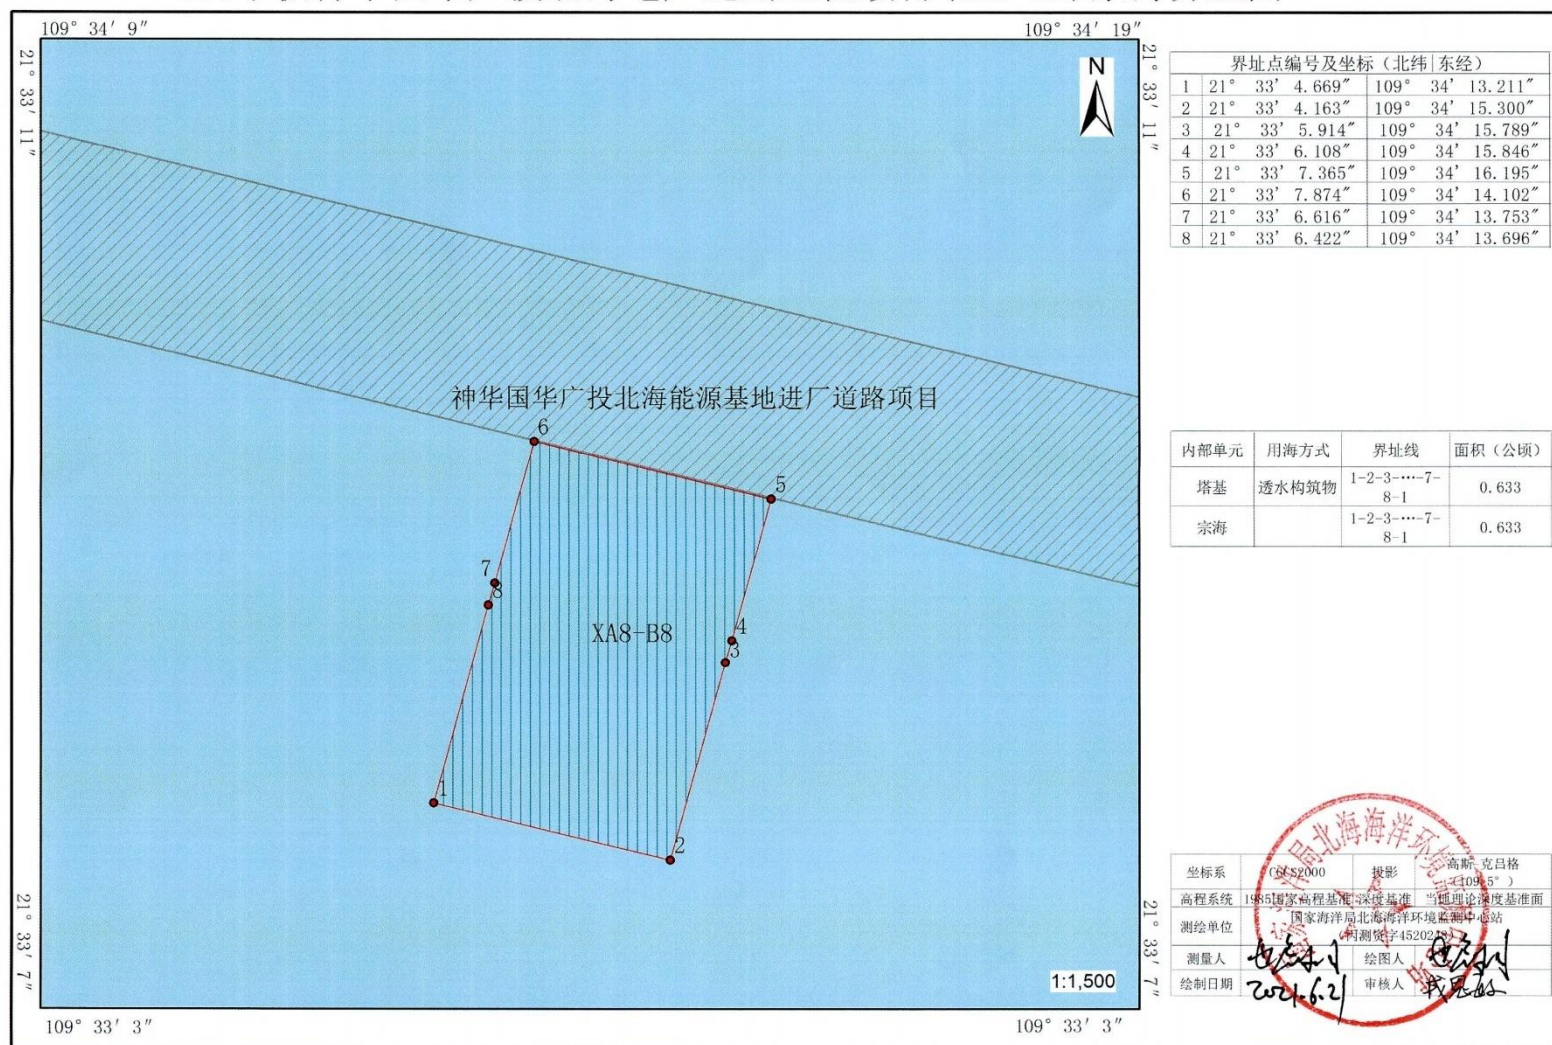 109° 34′ 9″
109° 34′ 19″
21° 33′ 11″
21° 33′ 11″
N
神华国华广投北海能源基地进厂道路项目
6
5
7
8
4
3
XA8-B8
1
2
21° 33′ 7″
21° 33′ 7″
1:1,500
109° 33′ 3″
109° 33′ 3″
界址点编号及坐标（北纬|东经）
1 21° 33′ 4.669″ 109° 34′ 13.211″
2 21° 33′ 4.163″ 109° 34′ 15.300″
3 21° 33′ 5.914″ 109° 34′ 15.789″
4 21° 33′ 6.108″ 109° 34′ 15.846″
5 21° 33′ 7.365″ 109° 34′ 16.195″
6 21° 33′ 7.874″ 109° 34′ 14.102″
7 21° 33′ 6.616″ 109° 34′ 13.753″
8 21° 33′ 6.422″ 109° 34′ 13.696″
内部单元 用海方式 界址线 面积（公顷）
塔基 透水构筑物 1-2-3-…-7-8-1 0.633
宗海 1-2-3-…-7-8-1 0.633
坐标系 CGCS2000 投影 高斯-克吕格（109.5°）
高程系统 1985国家高程基准 深度基准 当地理论深度基准面
测绘单位 国家海洋局北海海洋环境监测中心站
测量人 绘图人
绘制日期 2021.6.21 审核人